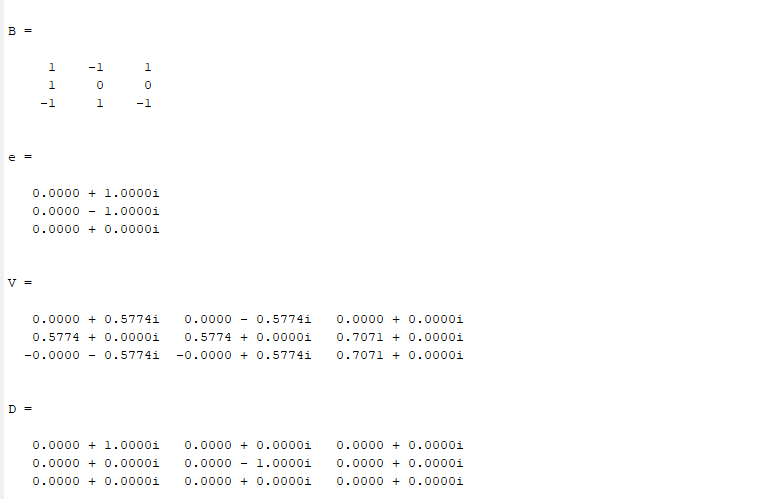 B =
1 -1 1
1 0 0
-1 1 -1
e =
0.0000 + 1.0000i
0.0000 - 1.0000i
0.0000 + 0.0000i
V =
0.0000 + 0.5774i 0.0000 - 0.5774i 0.0000 + 0.0000i
0.5774 + 0.0000i 0.5774 + 0.0000i 0.7071 + 0.0000i
-0.0000 - 0.5774i -0.0000 + 0.5774i 0.7071 + 0.0000i
D =
0.0000 + 1.0000i 0.0000 + 0.0000i 0.0000 + 0.0000i
0.0000 + 0.0000i 0.0000 - 1.0000i 0.0000 + 0.0000i
0.0000 + 0.0000i 0.0000 + 0.0000i 0.0000 + 0.0000i